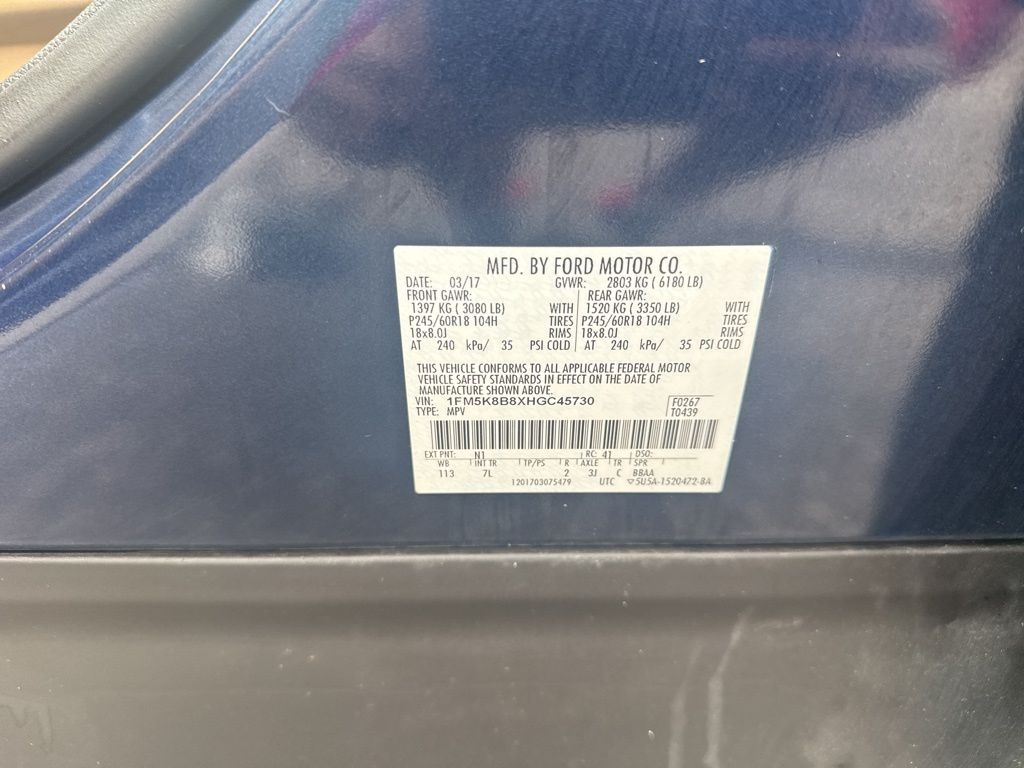 MFD. BY FORD MOTOR CO.
DATE: 03/17 GVWR: 2803 KG ( 6180 LB)
FRONT GAWR: REAR GAWR:
1397 KG ( 3080 LB) WITH 1520 KG ( 3350 LB) WITH
P245/60R18 104H TIRES P245/60R18 104H TIRES
18x8.0J RIMS 18x8.0J RIMS
AT 240 kPa/ 35 PSI COLD AT 240 kPa/ 35 PSI COLD
THIS VEHICLE CONFORMS TO ALL APPLICABLE FEDERAL MOTOR
VEHICLE SAFETY STANDARDS IN EFFECT ON THE DATE OF
MANUFACTURE SHOWN ABOVE.
VIN: 1FM5K8B8XHGC45730 F0267
TYPE: MPV T0439
EXT PNT: N1 RC: 41 DSO:
WB INT TR TP/PS R AXLE TR SPR
113 7L 2 3J C BBAA
1201703075479 UTC ▽5U5A-1520472-BA